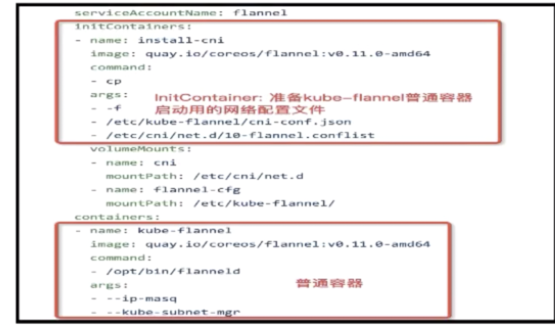 serviceAccountName: flannel
initContainers:
- name: install-cni
image: quay.io/coreos/flannel:v0.11.0-amd64
command:
- cp
args:
InitContainer: 准备kube-flannel普通容器
启动用的网络配置文件
- -f
- /etc/kube-flannel/cni-conf.json
- /etc/cni/net.d/10-flannel.conflist
volumeMounts:
- name: cni
mountPath: /etc/cni/net.d
- name: flannel-cfg
mountPath: /etc/kube-flannel/
containers:
- name: kube-flannel
image: quay.io/coreos/flannel:v0.11.0-amd64
command:
- /opt/bin/flanneld
args:
普通容器
- --ip-masq
- --kube-subnet-mgr